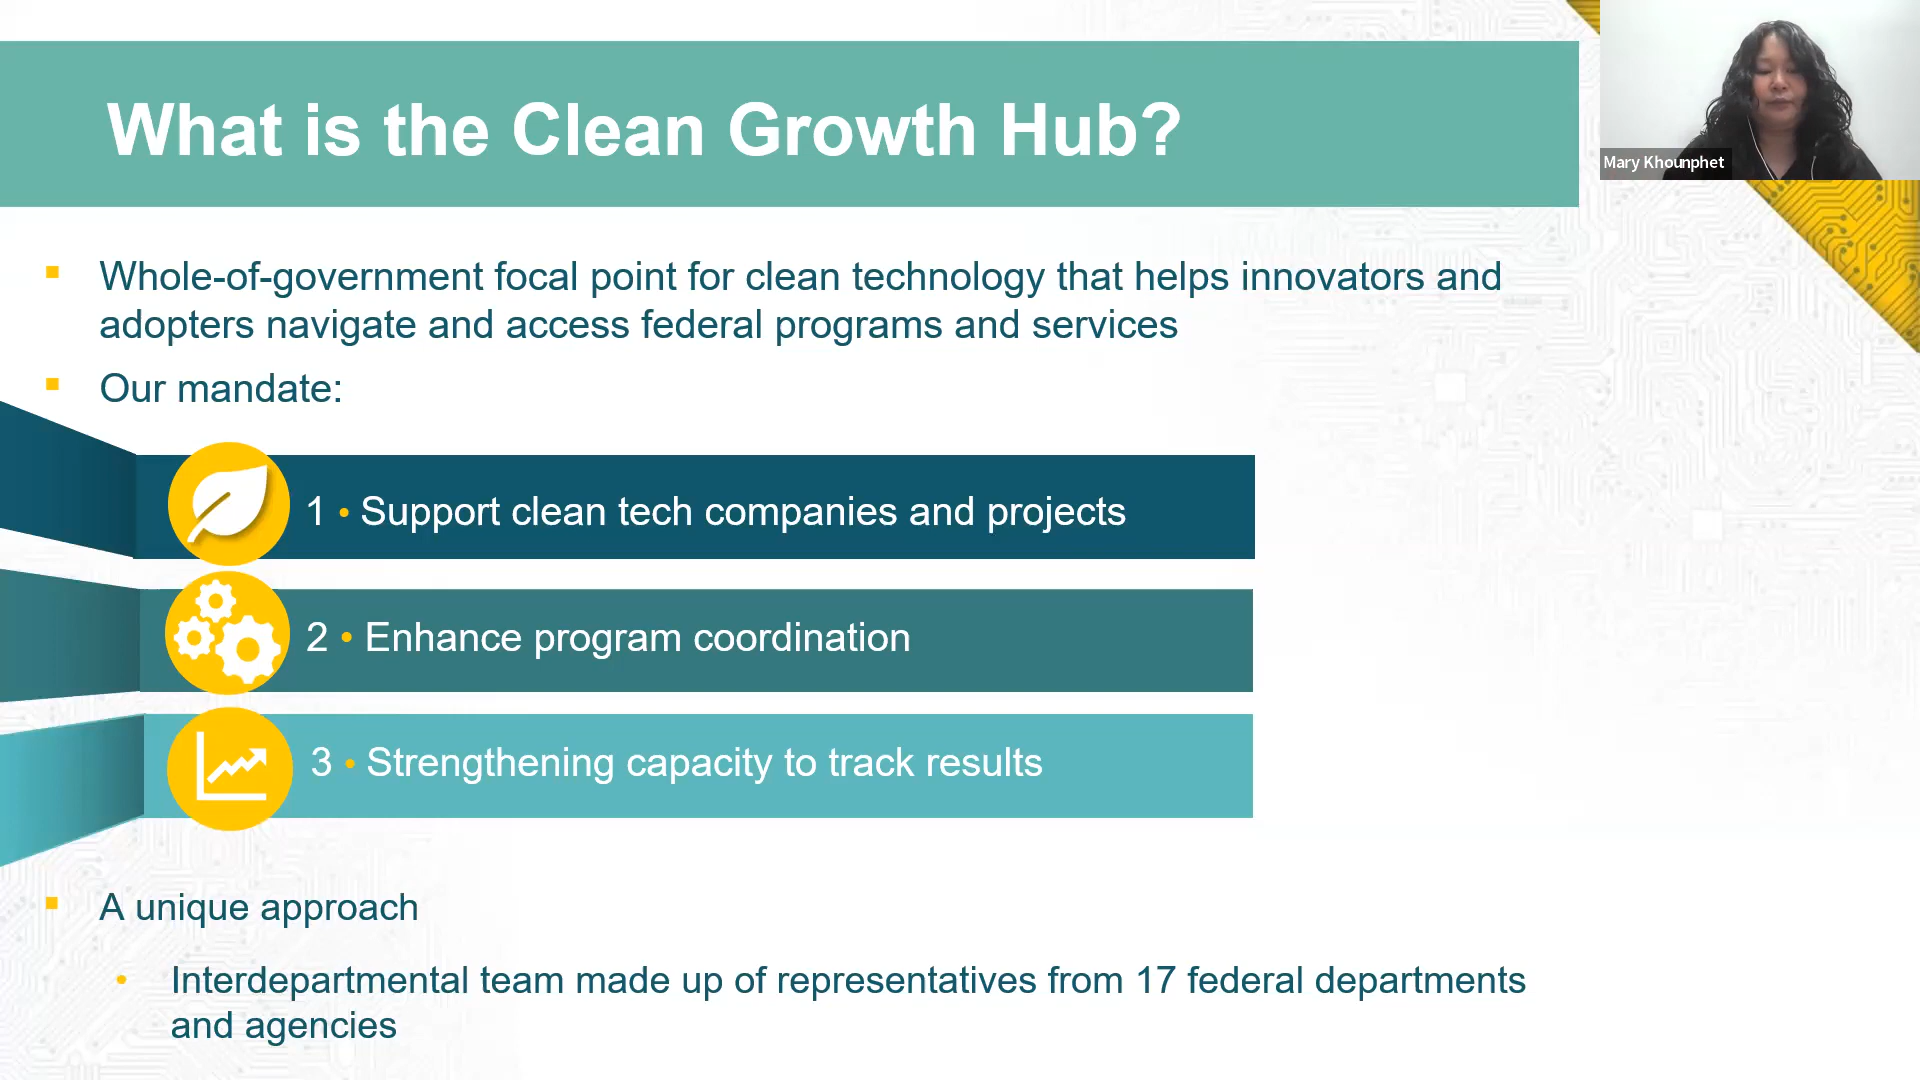 What is the Clean Growth Hub?
Mary Khounphet
Whole-of-government focal point for clean technology that helps innovators and
adopters navigate and access federal programs and services
Our mandate:
1 • Support clean tech companies and projects
2 • Enhance program coordination
3 • Strengthening capacity to track results
A unique approach
• Interdepartmental team made up of representatives from 17 federal departments
and agencies